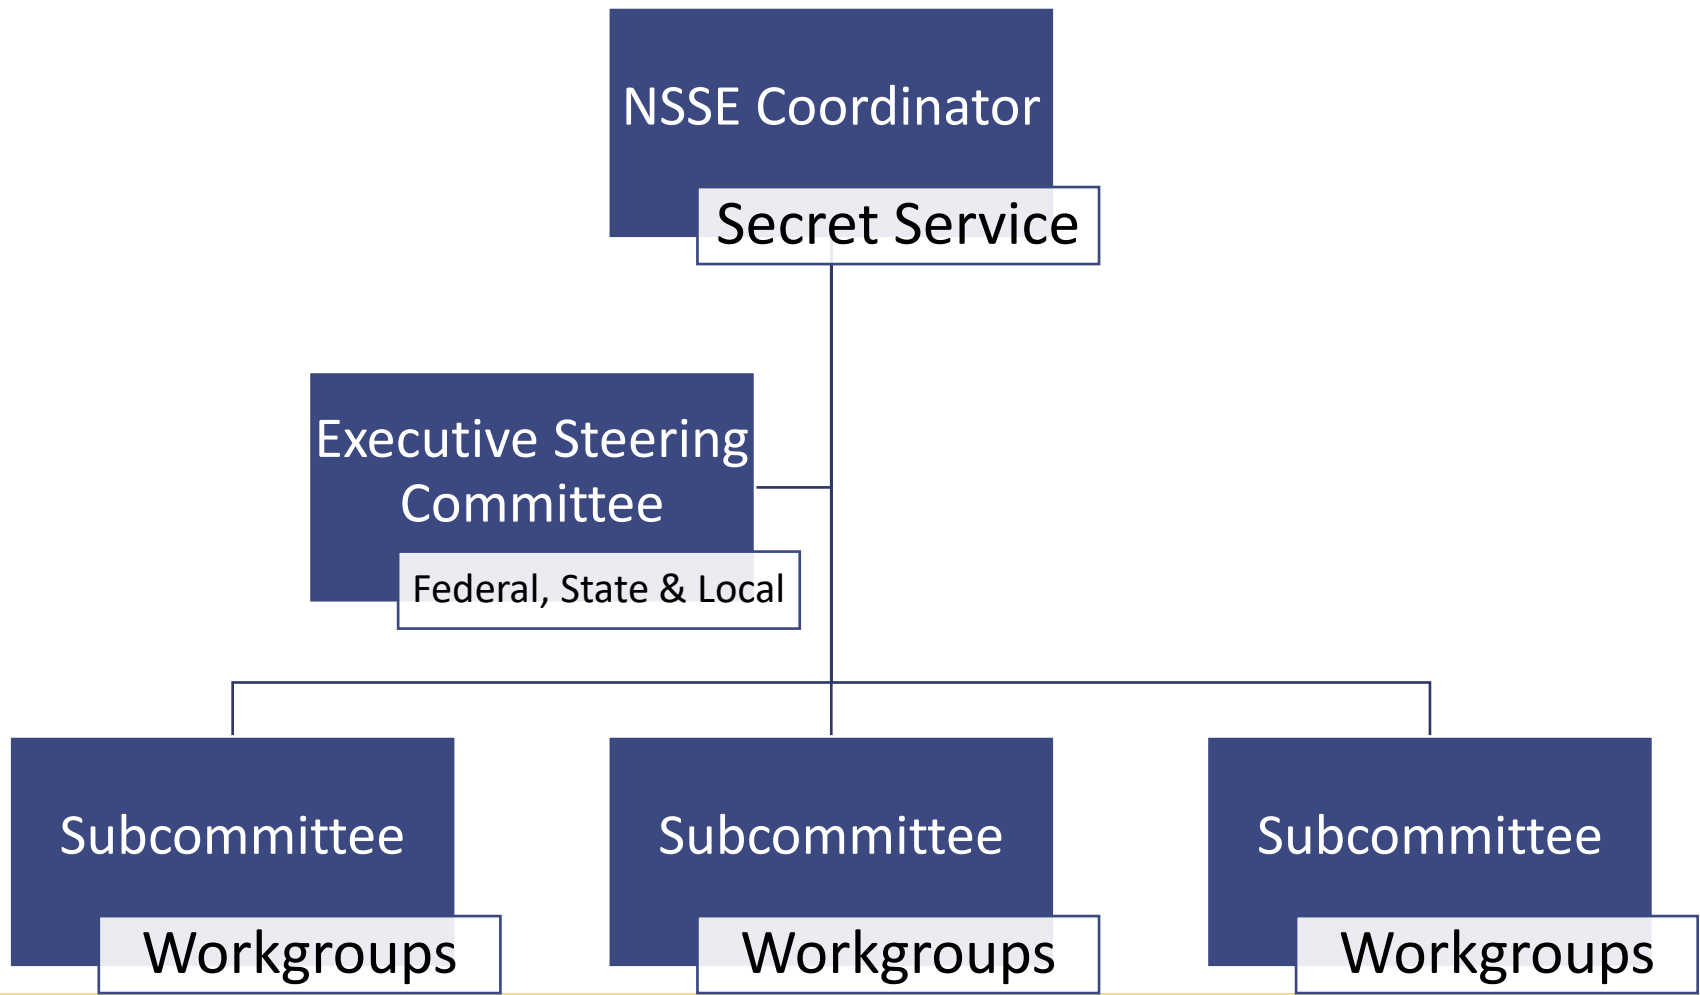 NSSE Coordinator
Secret Service
Executive Steering
Committee
Federal, State & Local
Subcommittee
Workgroups
Subcommittee
Workgroups
Subcommittee
Workgroups